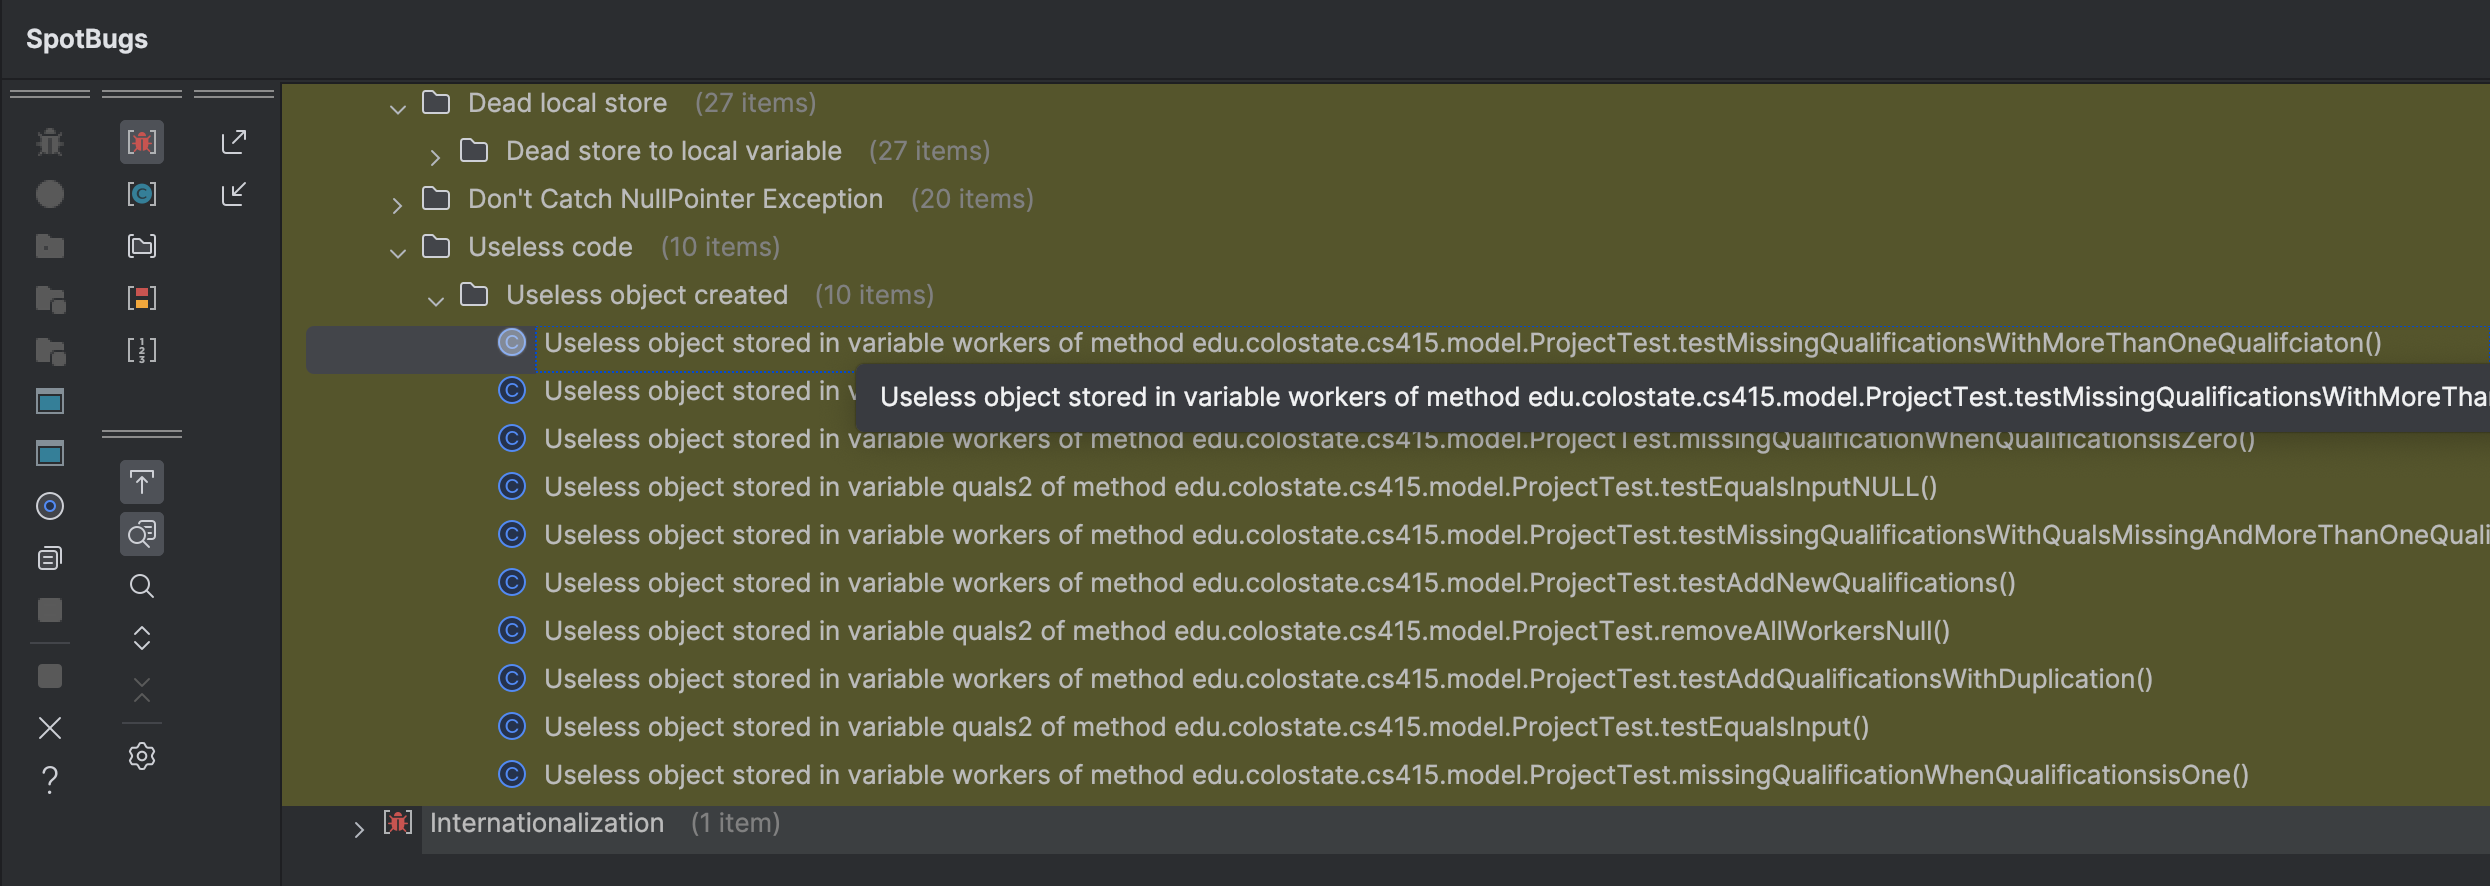 SpotBugs
Dead local store (27 items)
Dead store to local variable (27 items)
Don't Catch NullPointer Exception (20 items)
Useless code (10 items)
Useless object created (10 items)
Useless object stored in variable workers of method edu.colostate.cs415.model.ProjectTest.testMissingQualificationsWithMoreThanOneQualifciaton()
Useless object stored in
Useless object stored in variable workers of method edu.colostate.cs415.model.ProjectTest.testMissingQualificationsWithMoreTha
Useless object stored in variable workers of method edu.colostate.cs415.model.ProjectTest.missingQualificationWhenQualificationsisZero()
Useless object stored in variable quals2 of method edu.colostate.cs415.model.ProjectTest.testEqualsInputNULL()
Useless object stored in variable workers of method edu.colostate.cs415.model.ProjectTest.testMissingQualificationsWithQualsMissingAndMoreThanOneQuali
Useless object stored in variable workers of method edu.colostate.cs415.model.ProjectTest.testAddNewQualifications()
Useless object stored in variable quals2 of method edu.colostate.cs415.model.ProjectTest.removeAllWorkersNull()
Useless object stored in variable workers of method edu.colostate.cs415.model.ProjectTest.testAddQualificationsWithDuplication()
Useless object stored in variable quals2 of method edu.colostate.cs415.model.ProjectTest.testEqualsInput()
Useless object stored in variable workers of method edu.colostate.cs415.model.ProjectTest.missingQualificationWhenQualificationsisOne()
Internationalization (1 item)